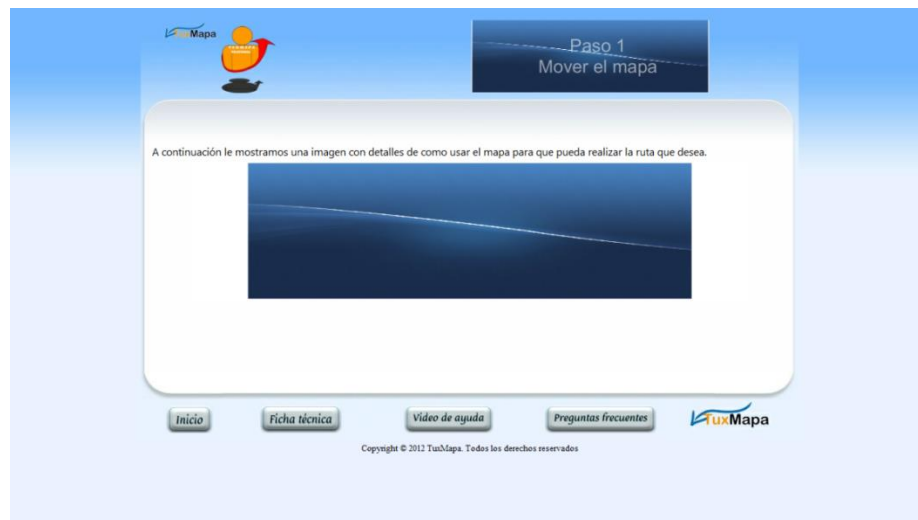 TuxMapa
Paso 1
Mover el mapa
A continuación le mostramos una imagen con detalles de como usar el mapa para que pueda realizar la ruta que desea.
Inicio
Ficha técnica
Vídeo de ayuda
Preguntas frecuentes
TuxMapa
Copyright © 2012 TuxMapa. Todos los derechos reservados